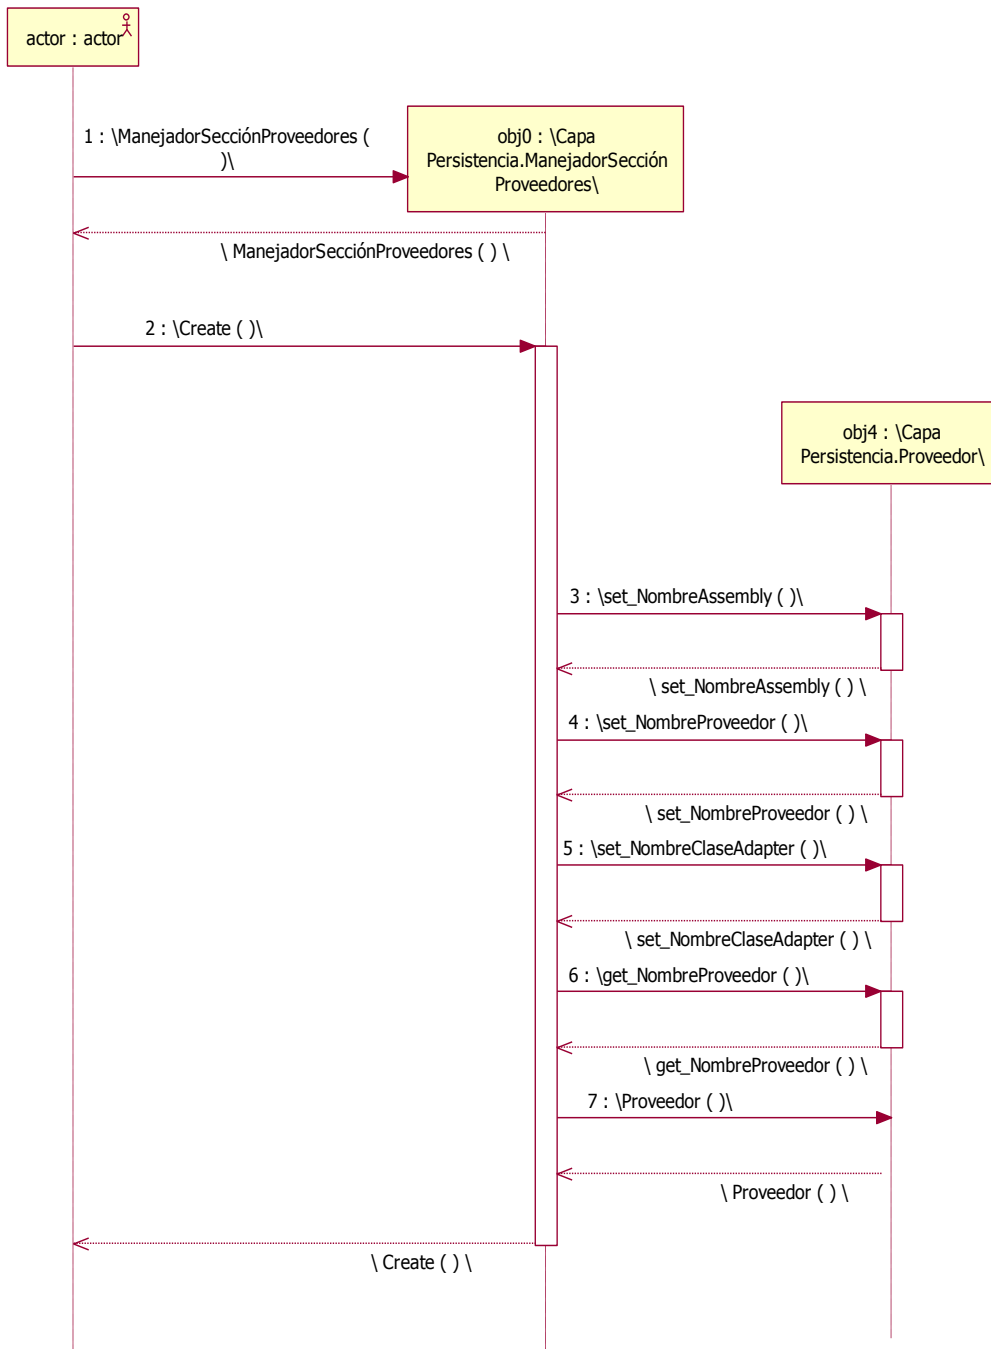 actor : actor
1 : \ManejadorSecciónProveedores (
)\
obj0 : \Capa
Persistencia.ManejadorSección
Proveedores\
\ ManejadorSecciónProveedores ( ) \
2 : \Create ( )\
obj4 : \Capa
Persistencia.Proveedor\
3 : \set_NombreAssembly ( )\
\ set_NombreAssembly ( ) \
4 : \set_NombreProveedor ( )\
\ set_NombreProveedor ( ) \
5 : \set_NombreClaseAdapter ( )\
\ set_NombreClaseAdapter ( ) \
6 : \get_NombreProveedor ( )\
\ get_NombreProveedor ( ) \
7 : \Proveedor ( )\
\ Proveedor ( ) \
\ Create ( ) \